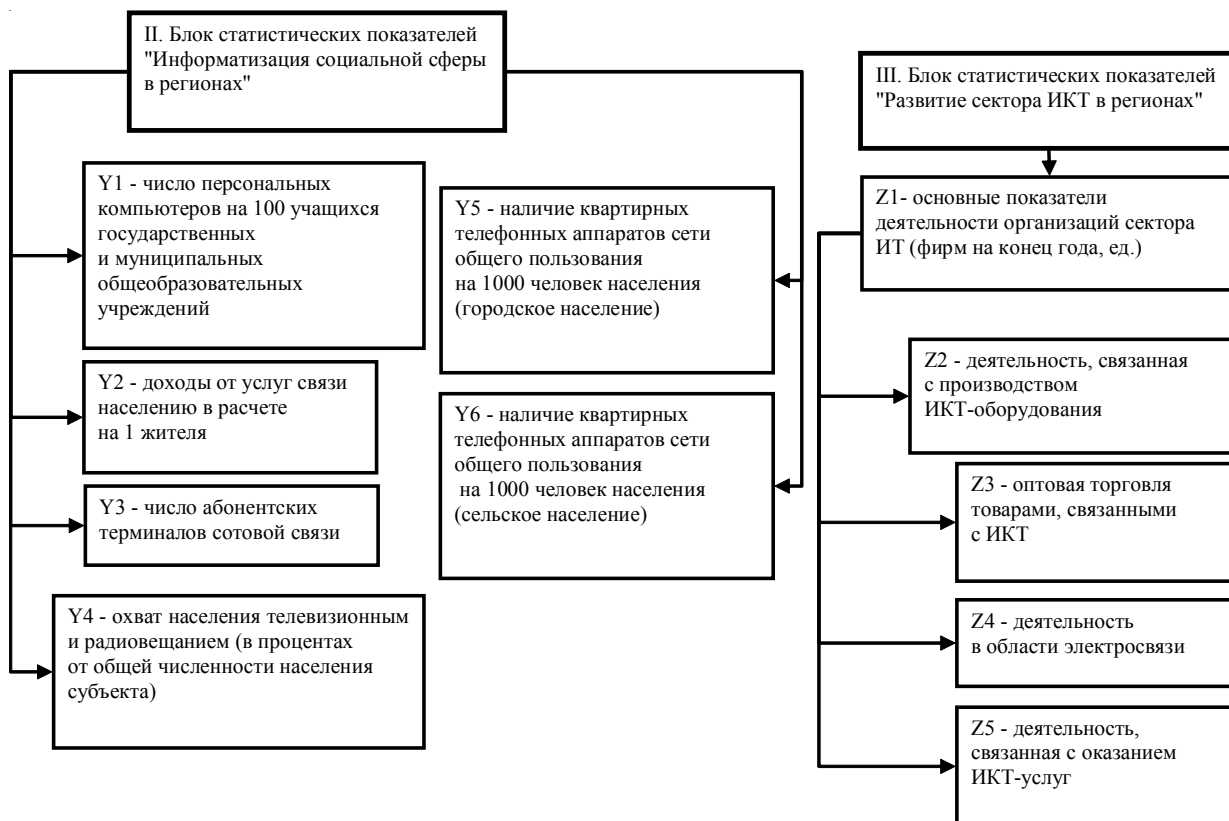 II. Блок статистических показателей
"Информатизация социальной сферы
в регионах"
Y1 - число персональных
компьютеров на 100 учащихся
государственных
и муниципальных
общеобразовательных
учреждений
Y2 - доходы от услуг связи
населению в расчете
на 1 жителя
Y3 - число абонентских
терминалов сотовой связи
Y4 - охват населения телевизионным
и радиовещанием (в процентах
от общей численности населения
субъекта)
Y5 - наличие квартирных
телефонных аппаратов сети
общего пользования
на 1000 человек населения
(городское население)
Y6 - наличие квартирных
телефонных аппаратов сети
общего пользования
на 1000 человек населения
(сельское население)
III. Блок статистических показателей
"Развитие сектора ИКТ в регионах"
Z1- основные показатели
деятельности организаций сектора
ИТ (фирм на конец года, ед.)
Z2 - деятельность, связанная
с производством
ИКТ-оборудования
Z3 - оптовая торговля
товарами, связанными
с ИКТ
Z4 - деятельность
в области электросвязи
Z5 - деятельность,
связанная с оказанием
ИКТ-услуг